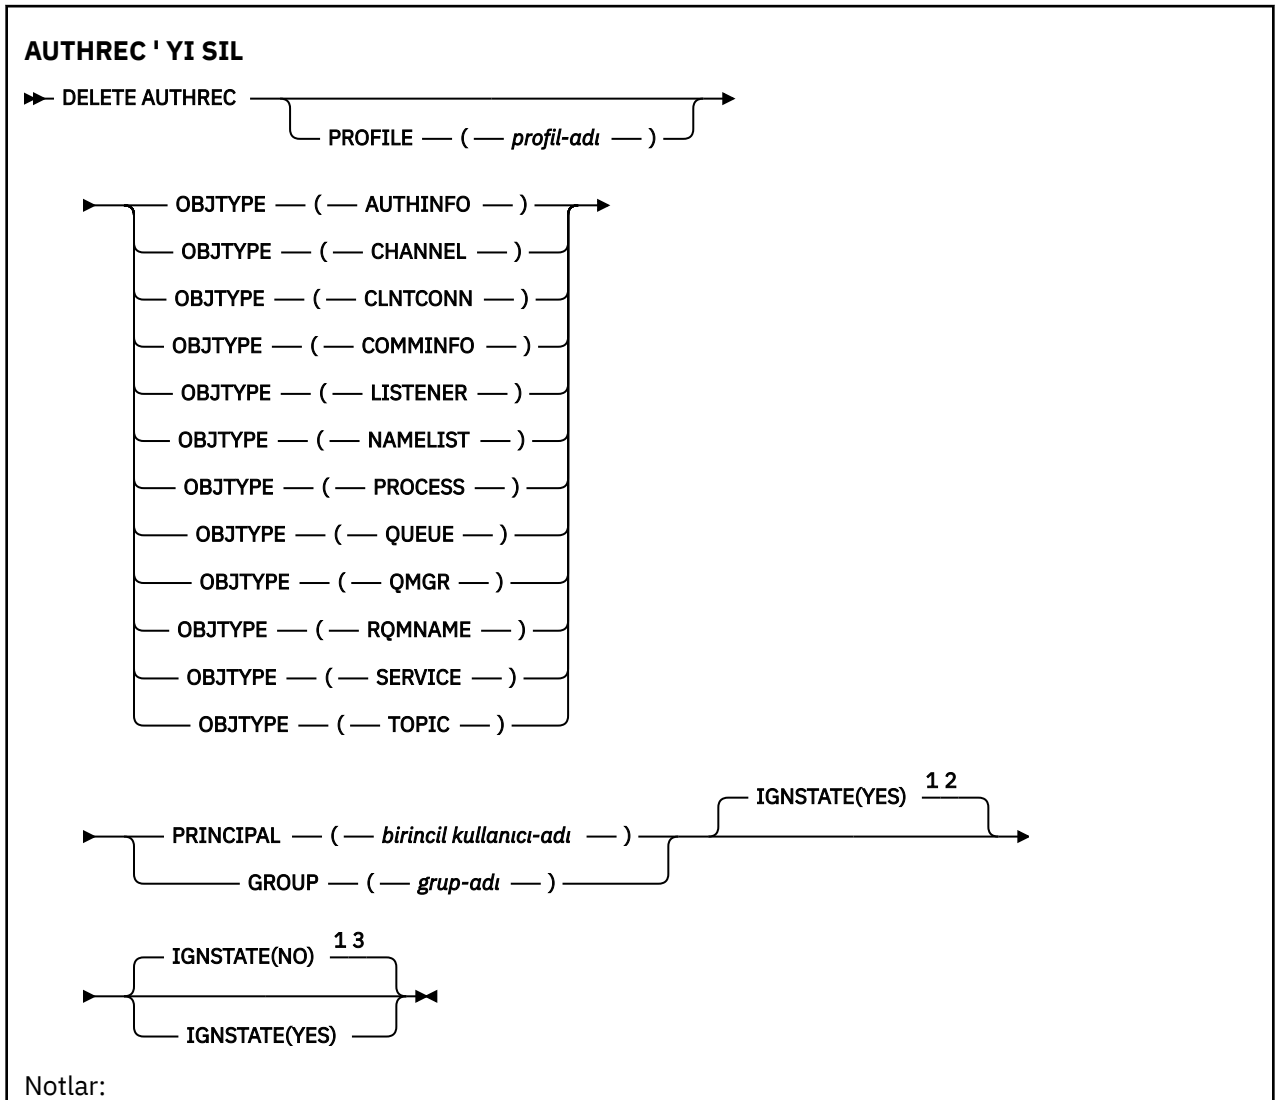 AUTHREC ' YI SIL
DELETE AUTHREC
PROFILE ( profil-adı )
OBJTYPE ( AUTHINFO )
OBJTYPE ( CHANNEL )
OBJTYPE ( CLNTCONN )
OBJTYPE ( COMMINFO )
OBJTYPE ( LISTENER )
OBJTYPE ( NAMELIST )
OBJTYPE ( PROCESS )
OBJTYPE ( QUEUE )
OBJTYPE ( QMGR )
OBJTYPE ( RQMNAME )
OBJTYPE ( SERVICE )
OBJTYPE ( TOPIC )
IGNSTATE(YES) 1 2
PRINCIPAL ( birincil kullanıcı-adı )
GROUP ( grup-adı )
IGNSTATE(NO) 1 3
IGNSTATE(YES)
Notlar: